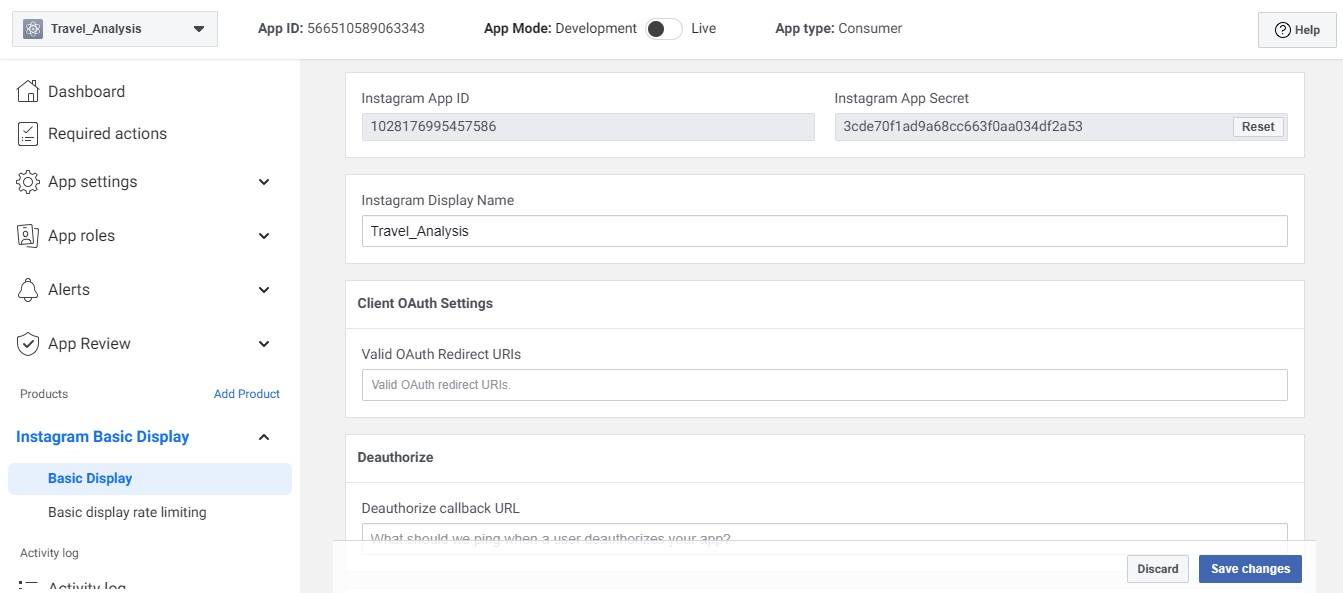 Travel_Analysis
App ID: 566510589063343
App Mode: Development
Live
App type: Consumer
Help
Dashboard
Required actions
App settings
App roles
Alerts
App Review
Products
Add Product
Instagram Basic Display
Basic Display
Basic display rate limiting
Activity log
Activity log
Instagram App ID
1028176995457586
Instagram App Secret
3cde70f1ad9a68cc663f0aa034df2a53
Reset
Instagram Display Name
Travel_Analysis
Client OAuth Settings
Valid OAuth Redirect URIs
Valid OAuth redirect URIs.
Deauthorize
Deauthorize callback URL
What should we ping when a user deauthorizes your app?
Discard
Save changes